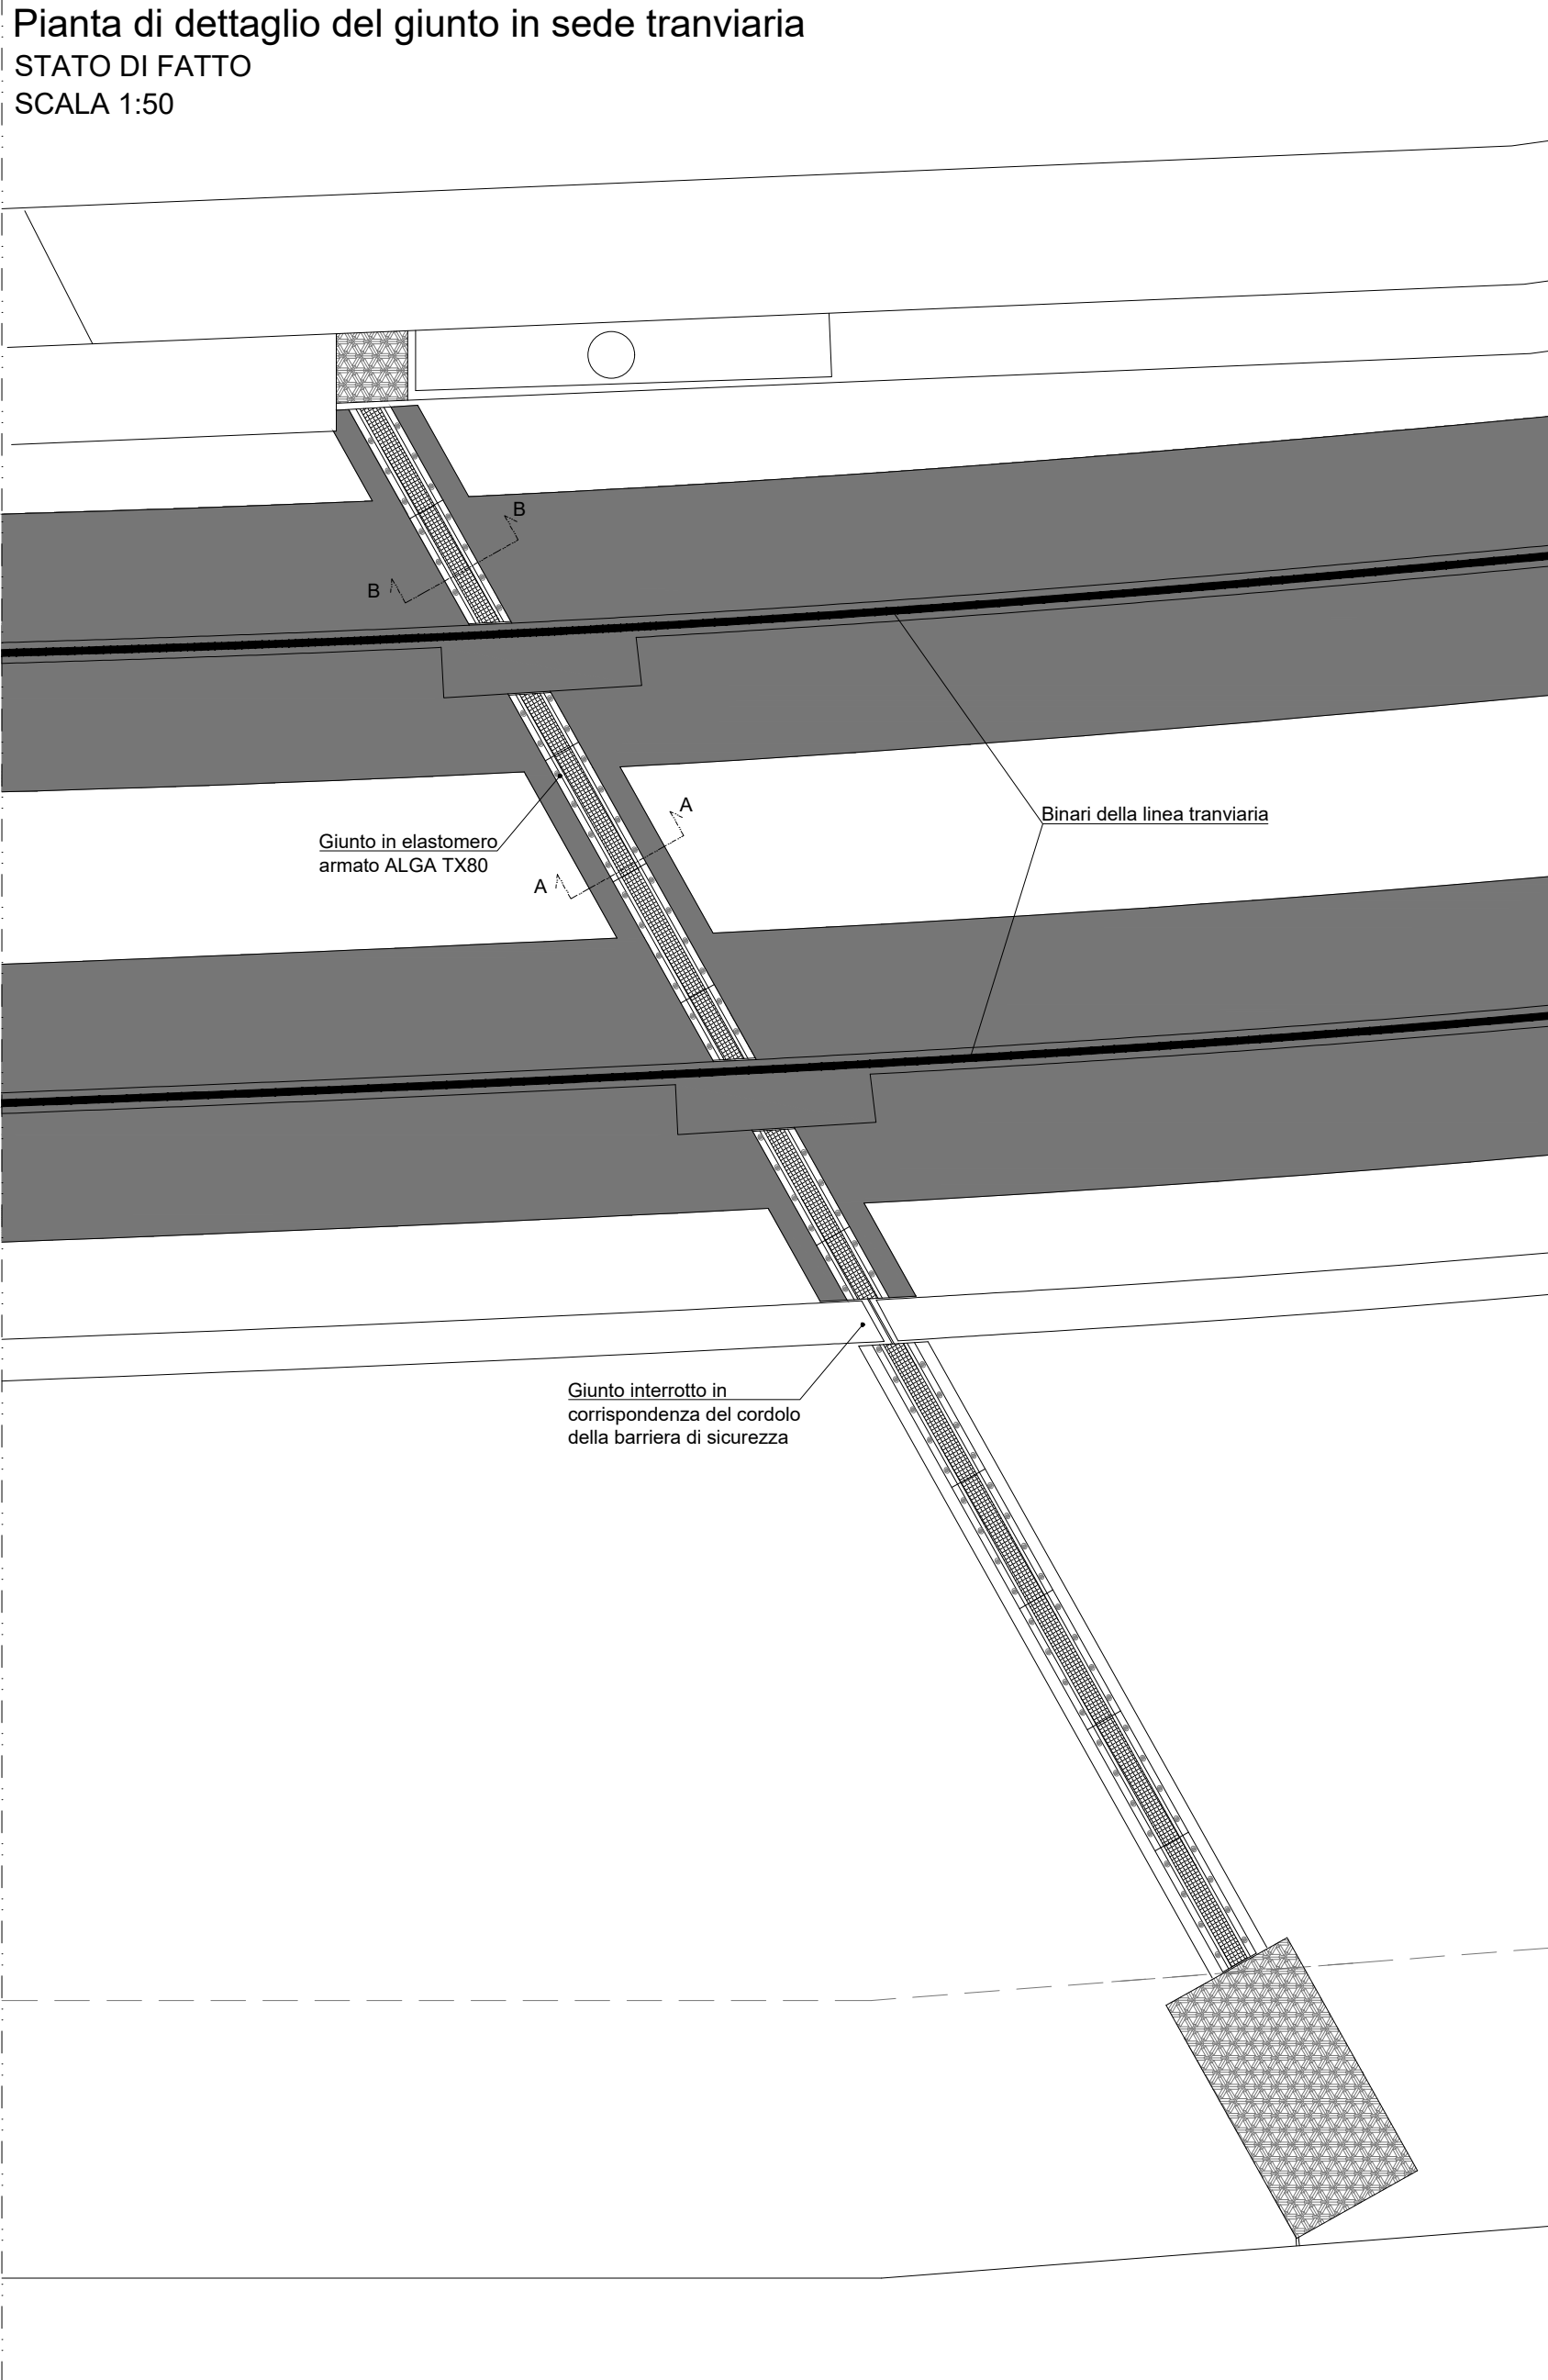 Pianta di dettaglio del giunto in sede tranviaria
STATO DI FATTO
SCALA 1:50
B
B
A
Binari della linea tranviaria
Giunto in elastomero
armato ALGA TX80
A
Giunto interrotto in
corrispondenza del cordolo
della barriera di sicurezza